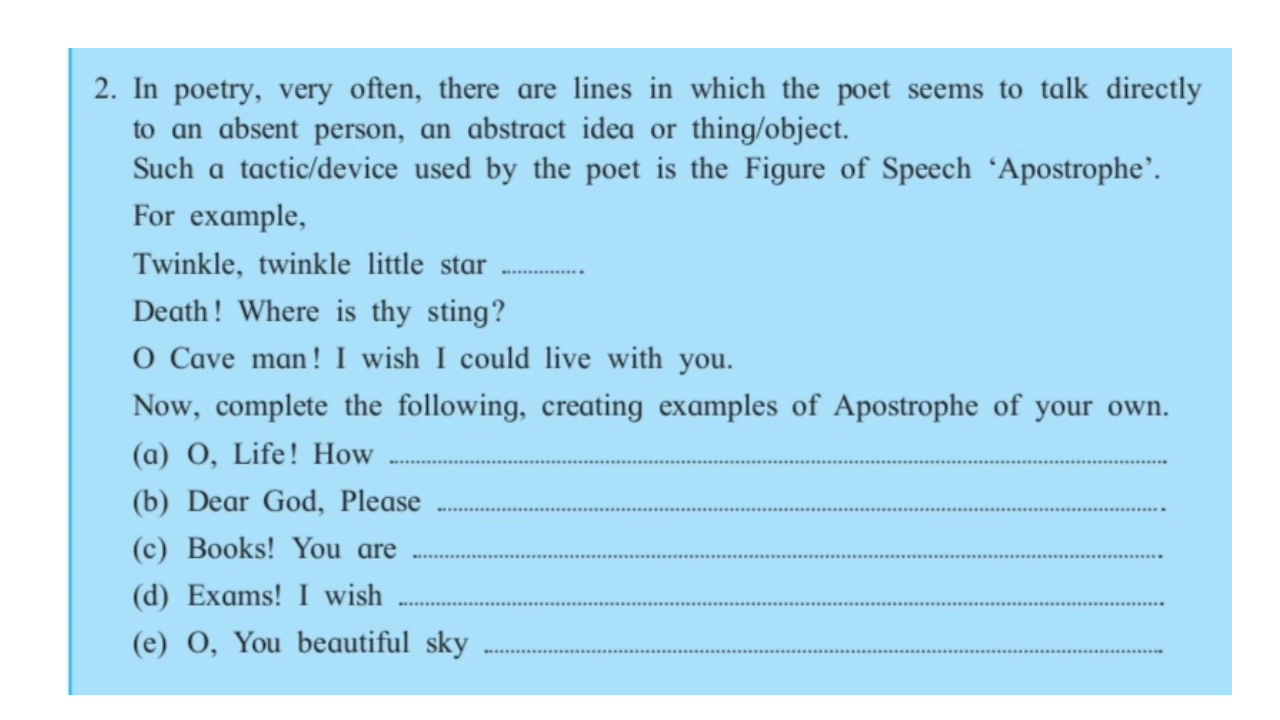 2. In poetry, very often, there are lines in which the poet seems to talk directly
to an absent person, an abstract idea or thing/object.
Such a tactic/device used by the poet is the Figure of Speech ‘Apostrophe’.
For example,
Twinkle, twinkle little star ..............
Death! Where is thy sting?
O Cave man! I wish I could live with you.
Now, complete the following, creating examples of Apostrophe of your own.
(a) O, Life! How ..............
(b) Dear God, Please ..............
(c) Books! You are ..............
(d) Exams! I wish ..............
(e) O, You beautiful sky ..............